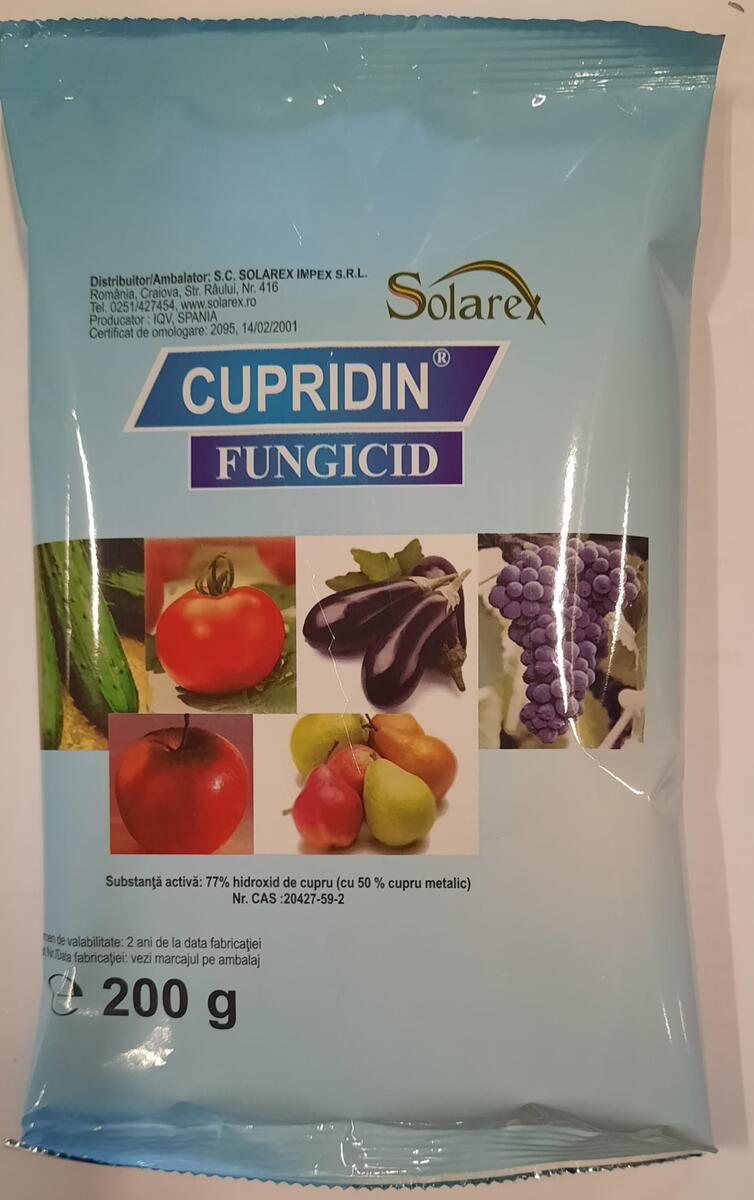 Distribuitor/Ambalator: S.C. SOLAREX IMPEX S.R.L.
România, Craiova, Str. Râului, Nr. 416
Tel. 0251/427454, www.solarex.ro
Producator : IQV, SPANIA
Certificat de omologare: 2095, 14/02/2001
Solarex
CUPRIDIN®
FUNGICID
Substanţă activă: 77% hidroxid de cupru (cu 50 % cupru metalic)
Nr. CAS :20427-59-2
de valabilitate: 2 ani de la data fabricaţiei
Nr./Data fabricaţiei: vezi marcajul pe ambalaj
℮ 200 g